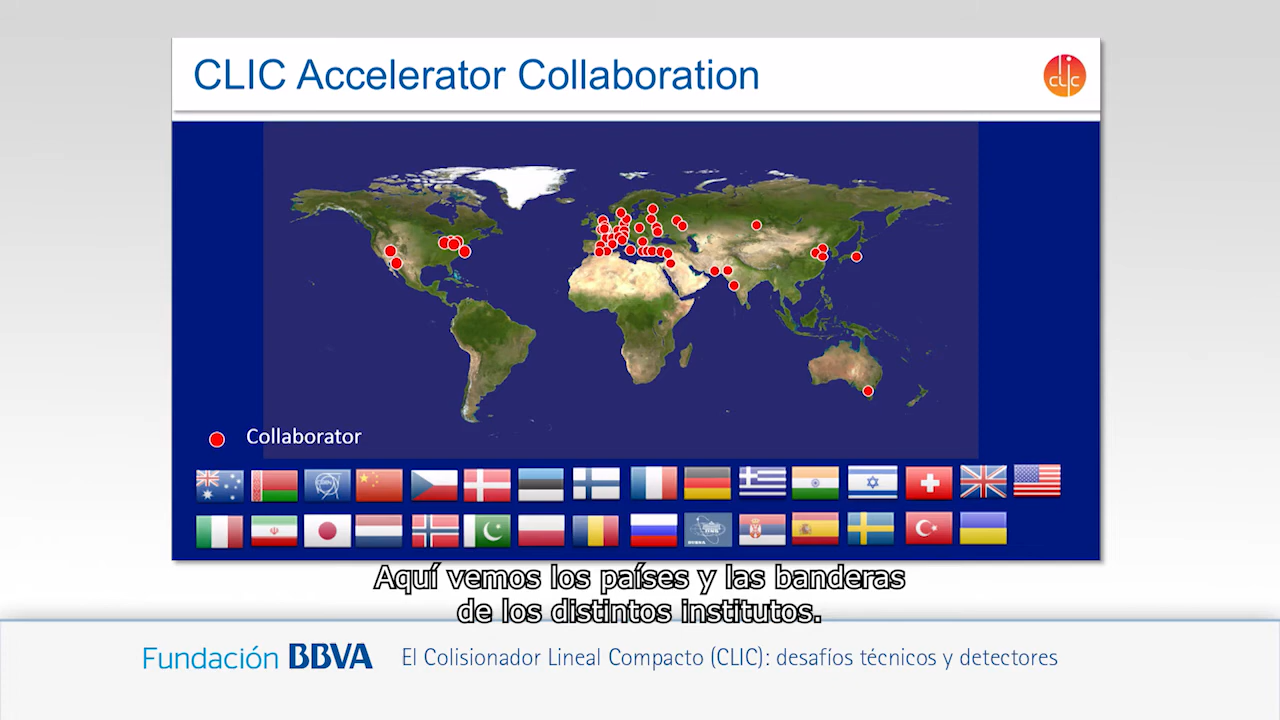 CLIC Accelerator Collaboration
clic
Collaborator
CERN
Aquí vemos los países y las banderas
de los distintos institutos.
Fundación BBVA
El Colisionador Lineal Compacto (CLIC): desafíos técnicos y detectores